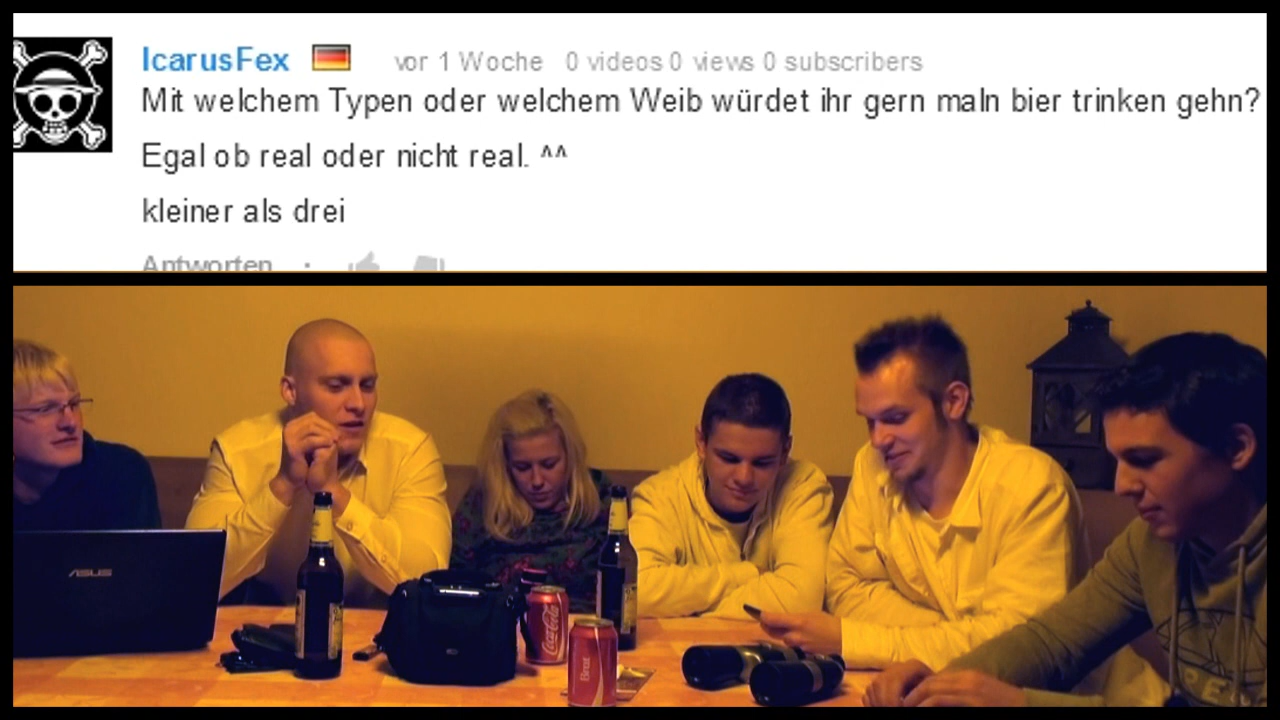 IcarusFex vor 1 Woche 0 videos 0 views 0 subscribers
Mit welchem Typen oder welchem Weib würdet ihr gern maln bier trinken gehn?
Egal ob real oder nicht real. ^^
kleiner als drei
Antworten ·
ASUS
Coca-Cola